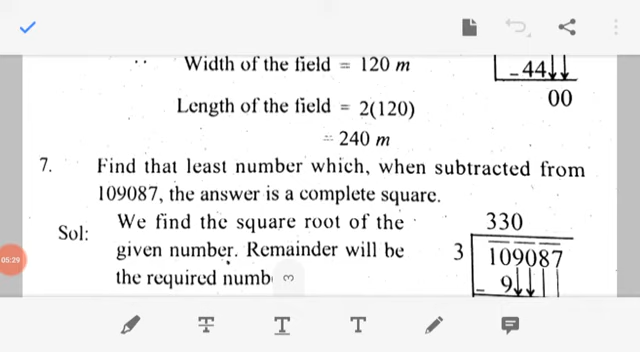 Width of the field = 120 m
– 44
00
Length of the field = 2(120)
= 240 m
7. Find that least number which, when subtracted from
109087, the answer is a complete square.
Sol: We find the square root of the
given number. Remainder will be
the required numb
330
3 109087
– 9
05:29
T T T